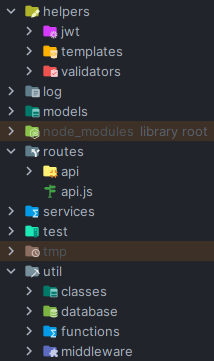 helpers
jwt
templates
validators
log
models
node_modules library root
routes
api
api.js
services
test
tmp
util
classes
database
functions
middleware